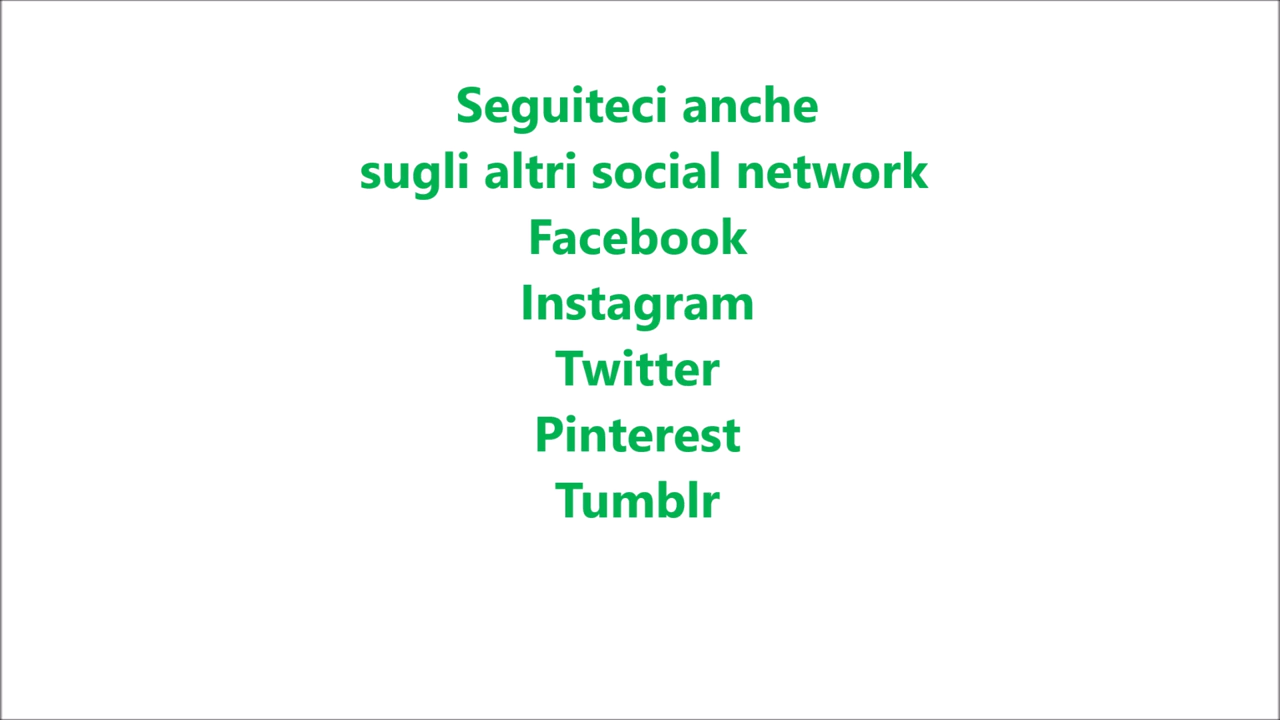 Seguiteci anche
sugli altri social network
Facebook
Instagram
Twitter
Pinterest
Tumblr